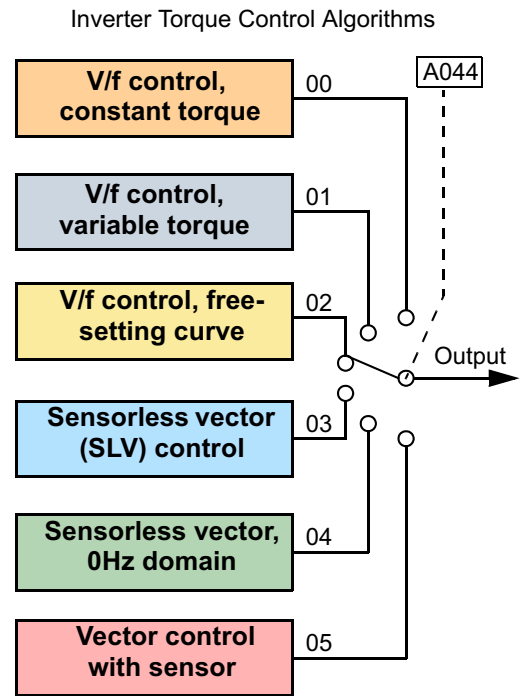 Inverter Torque Control Algorithms
A044
V/f control,
constant torque
00
V/f control,
variable torque
01
V/f control, free-
setting curve
02
Output
Sensorless vector
(SLV) control
03
Sensorless vector,
0Hz domain
04
Vector control
with sensor
05